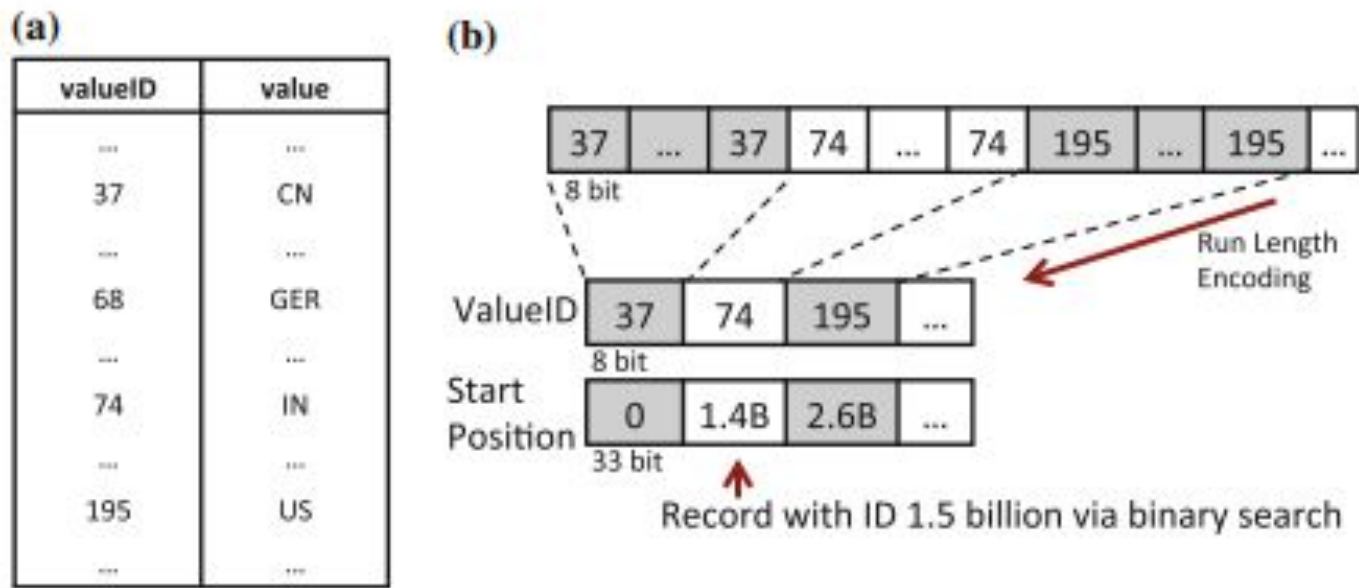 (a)
valueID value
... ...
37 CN
... ...
68 GER
... ...
74 IN
... ...
195 US
... ...
(b)
37 ... 37 74 ... 74 195 ... 195 ...
8 bit
Run Length
Encoding
ValueID 37 74 195 ...
8 bit
Start
Position 0 1.4B 2.6B ...
33 bit
Record with ID 1.5 billion via binary search